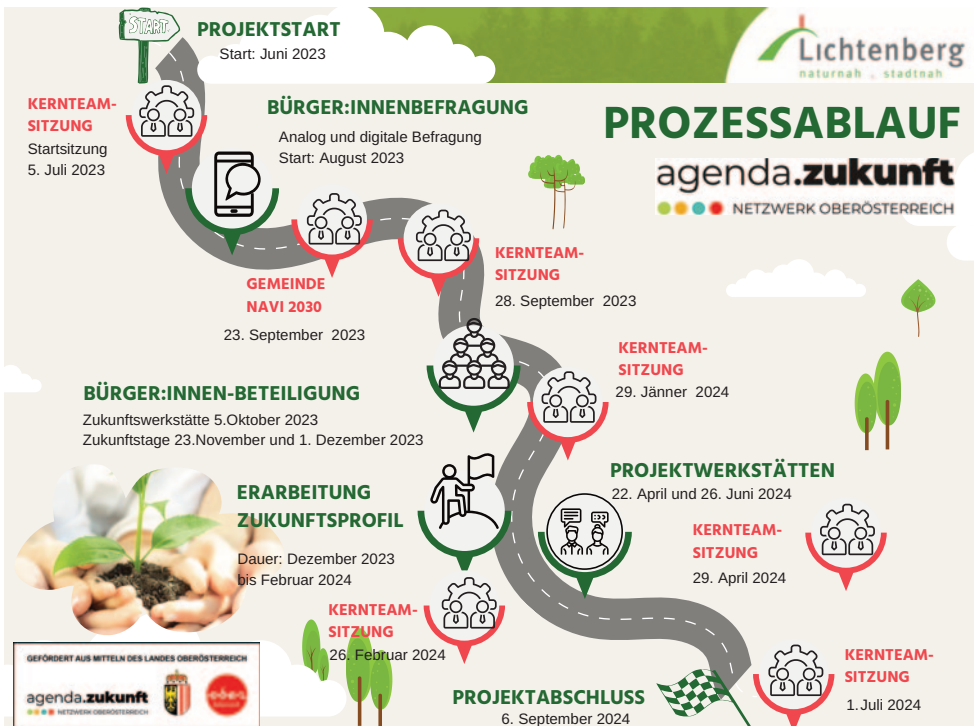 START
PROJEKTSTART
Start: Juni 2023
Lichtenberg
naturnah . stadtnah
KERNTEAM-
SITZUNG
Startsitzung
5. Juli 2023
BÜRGER:INNENBEFRAGUNG
Analog und digitale Befragung
Start: August 2023
PROZESSABLAUF
agenda.zukunft
NETZWERK OBERÖSTERREICH
GEMEINDE
NAVI 2030
23. September 2023
KERNTEAM-
SITZUNG
28. September 2023
BÜRGER:INNEN-BETEILIGUNG
Zukunftswerkstätte 5.Oktober 2023
Zukunftstage 23.November und 1. Dezember 2023
KERNTEAM-
SITZUNG
29. Jänner 2024
ERARBEITUNG
ZUKUNFTSPROFIL
Dauer: Dezember 2023
bis Februar 2024
PROJEKTWERKSTÄTTEN
22. April und 26. Juni 2024
KERNTEAM-
SITZUNG
29. April 2024
KERNTEAM-
SITZUNG
26. Februar 2024
GEFÖRDERT AUS MITTELN DES LANDES OBERÖSTERREICH
agenda.zukunft
NETZWERK OBERÖSTERREICH
KERNTEAM-
SITZUNG
1.Juli 2024
PROJEKTABSCHLUSS
6. September 2024